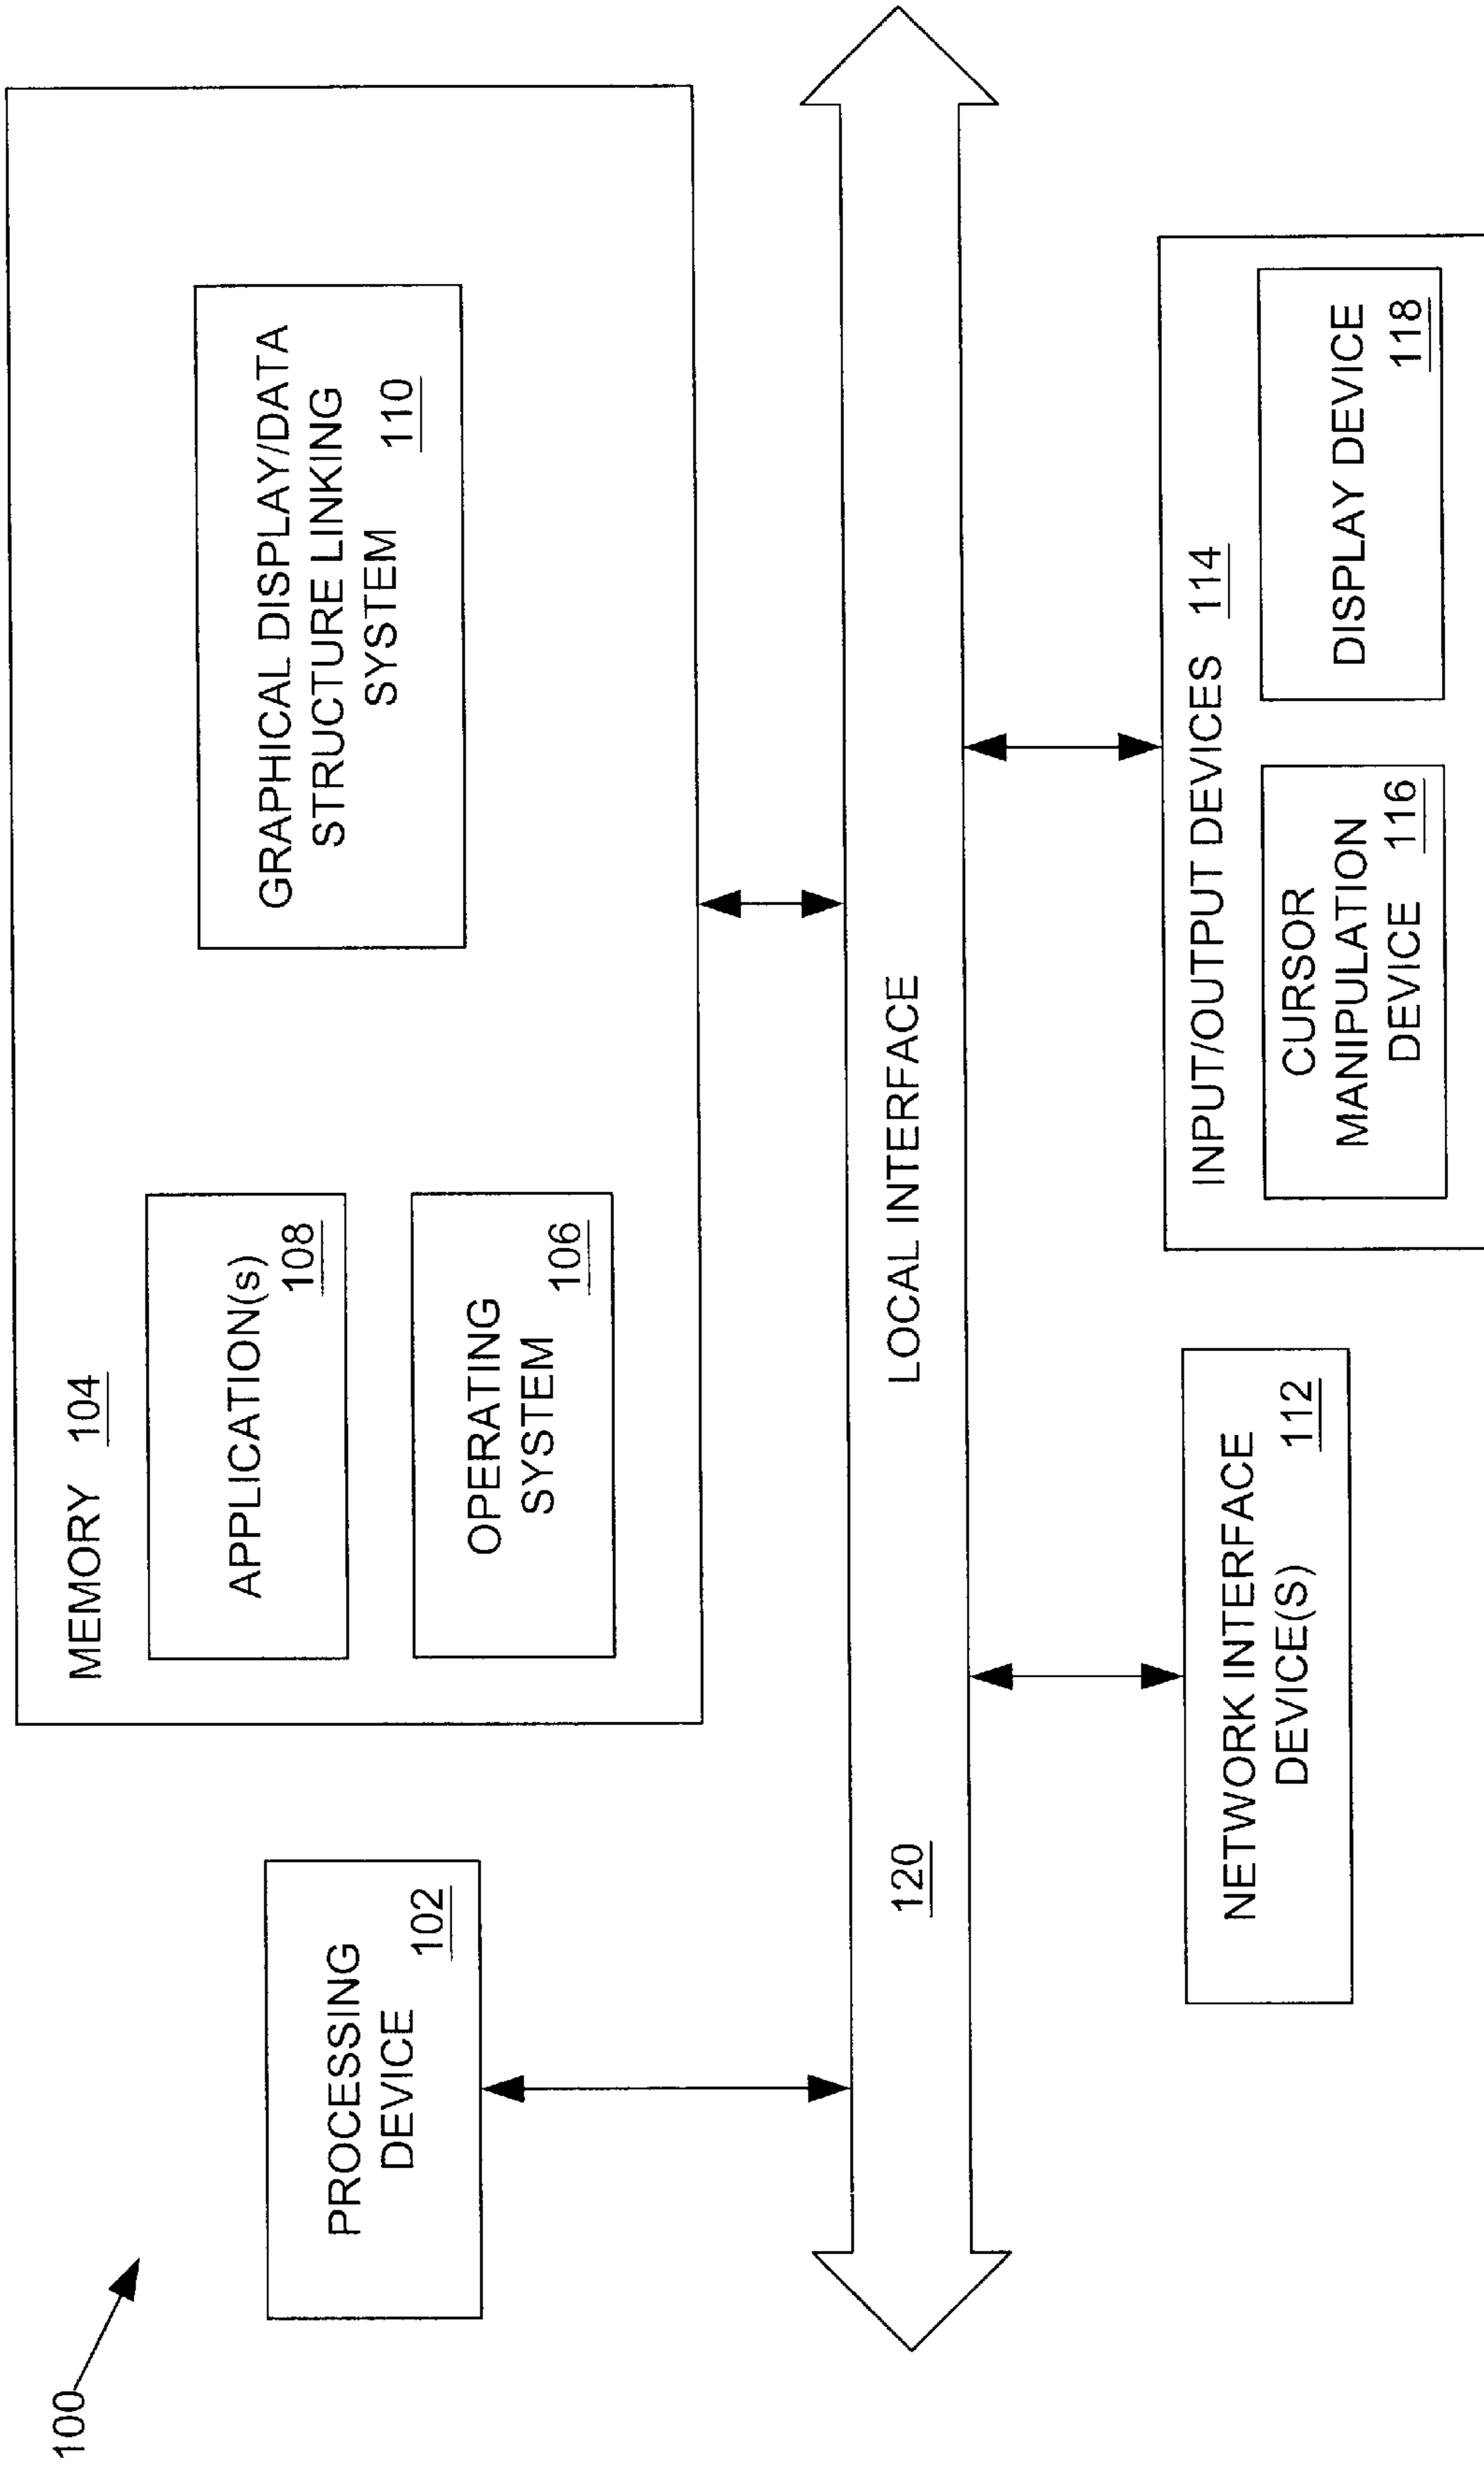 100
PROCESSING
DEVICE
102
MEMORY 104
APPLICATION(s)
108
OPERATING
SYSTEM
106
GRAPHICAL DISPLAY/DATA
STRUCTURE LINKING
SYSTEM
110
120
LOCAL INTERFACE
NETWORK INTERFACE
DEVICE(S)
112
INPUT/OUTPUT DEVICES 114
CURSOR
MANIPULATION
DEVICE
116
DISPLAY DEVICE
118